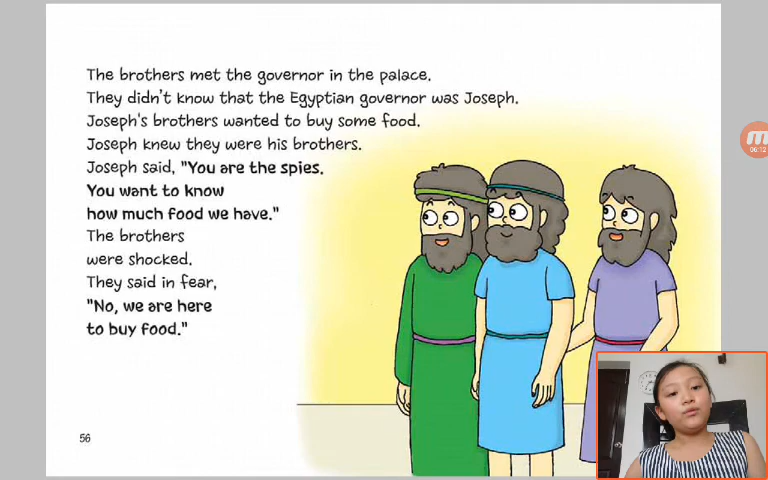 The brothers met the governor in the palace.
They didn't know that the Egyptian governor was Joseph.
Joseph's brothers wanted to buy some food.
Joseph knew they were his brothers.
Joseph said, "You are the spies.
You want to know
how much food we have."
The brothers
were shocked.
They said in fear,
"No, we are here
to buy food."
56
06:12